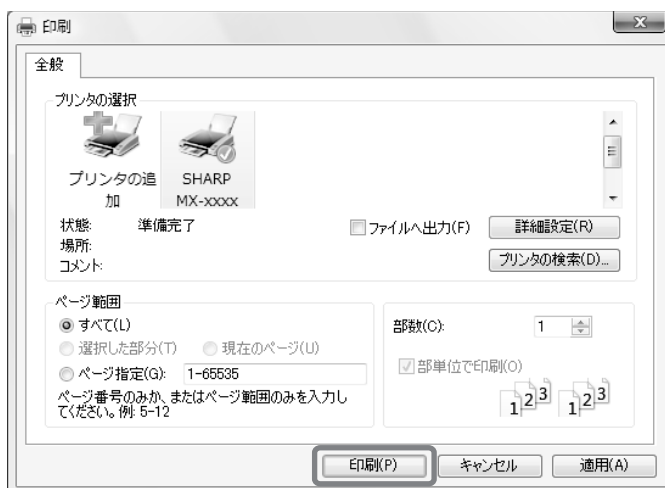 印刷
全般
プリンタの選択
プリンタの追
加
SHARP
MX-xxxx
状態: 準備完了
場所:
コメント:
ファイルへ出力(F)
詳細設定(R)
プリンタの検索(D)...
ページ範囲
すべて(L)
選択した部分(T) 現在のページ(U)
ページ指定(G): 1-65535
ページ番号のみか、またはページ範囲のみを入力し
てください。例: 5-12
部数(C): 1
部単位で印刷(O)
1 2 3 1 2 3
印刷(P) キャンセル 適用(A)